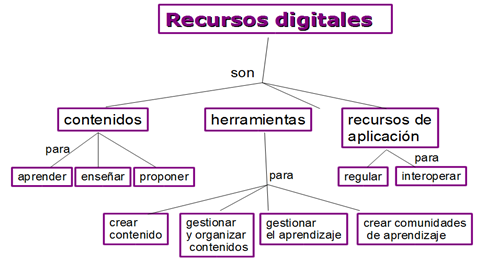 Recursos digitales
son
contenidos
herramientas
recursos de
aplicación
para
para
aprender
enseñar
proponer
regular
interoperar
para
crear
contenido
gestionar
y organizar
contenidos
gestionar
el aprendizaje
crear comunidades
de aprendizaje